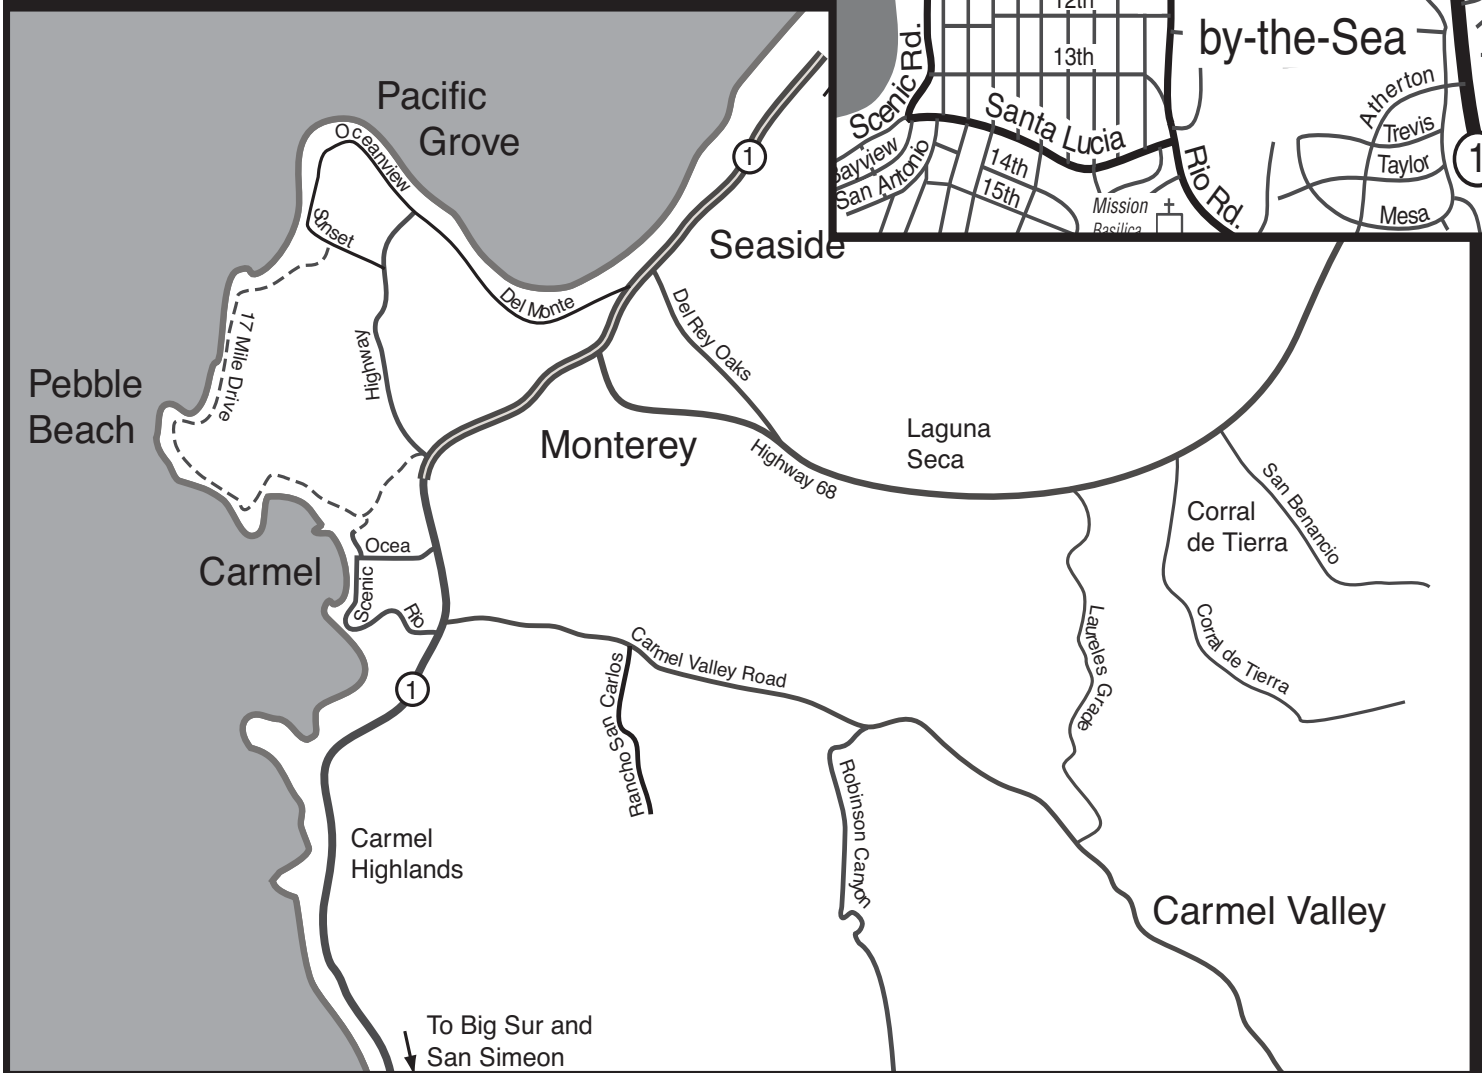 12th
by-the-Sea
13th
Scenic Rd.
Santa Lucia
Atherton
Trevis
Taylor
Mesa
1
Bayview
San Antonio
14th
15th
Mission
Basilica
Rio Rd.
Pacific
Grove
Oceanview
Sunset
1
Seaside
Del Monte
17 Mile Drive
Highway
Del Rey Oaks
Pebble
Beach
Monterey
Highway 68
Laguna
Seca
San Benancio
Corral
de Tierra
Carmel
Ocea
Scenic
Rio
1
Carmel Valley Road
Rancho San Carlos
Laureles Grade
Corral de Tierra
Robinson Canyon
Carmel
Highlands
Carmel Valley
To Big Sur and
San Simeon